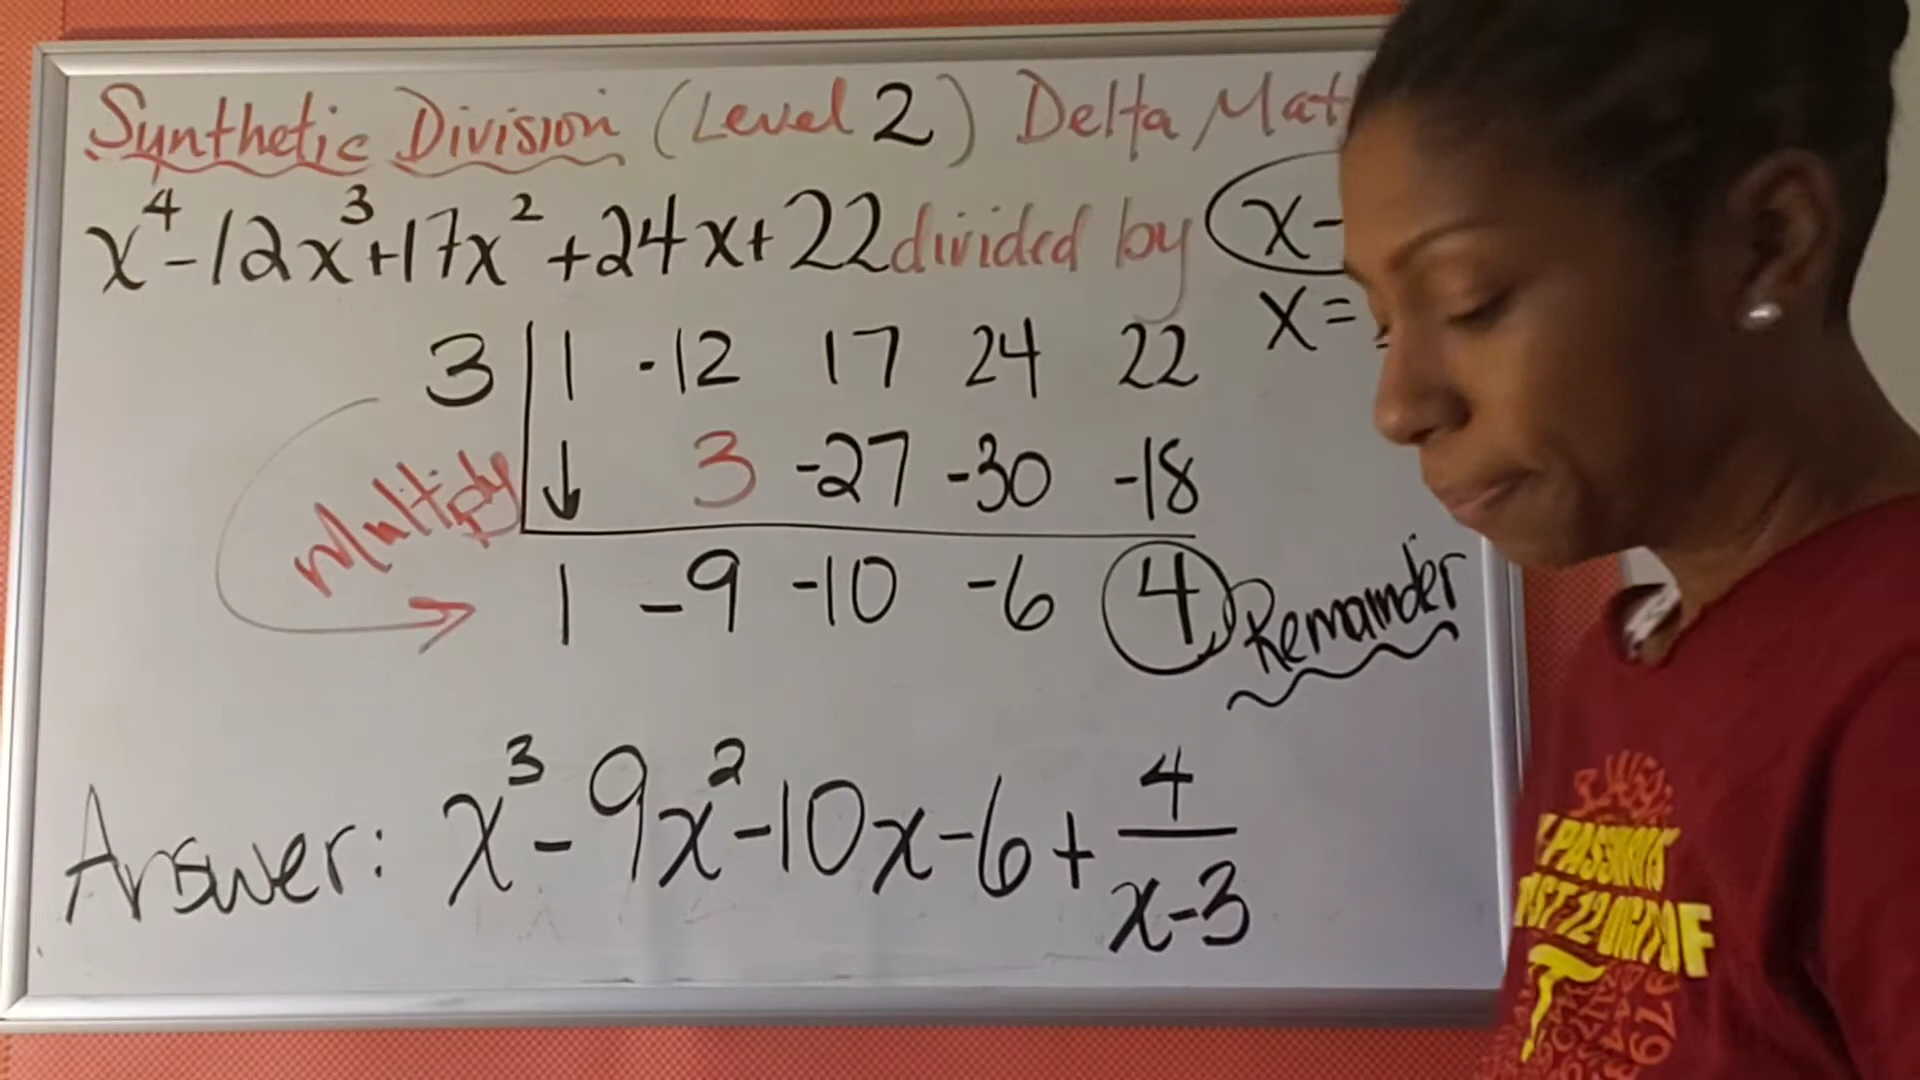 Synthetic Division (Level 2) Delta Mat
x⁴-12x³+17x²+24x+22 divided by x-
x=
3 1 -12 17 24 22
Multiply ↓ 3 -27 -30 -18
1 -9 -10 -6 4 Remainder
Answer: x³-9x²-10x-6+4/(x-3)